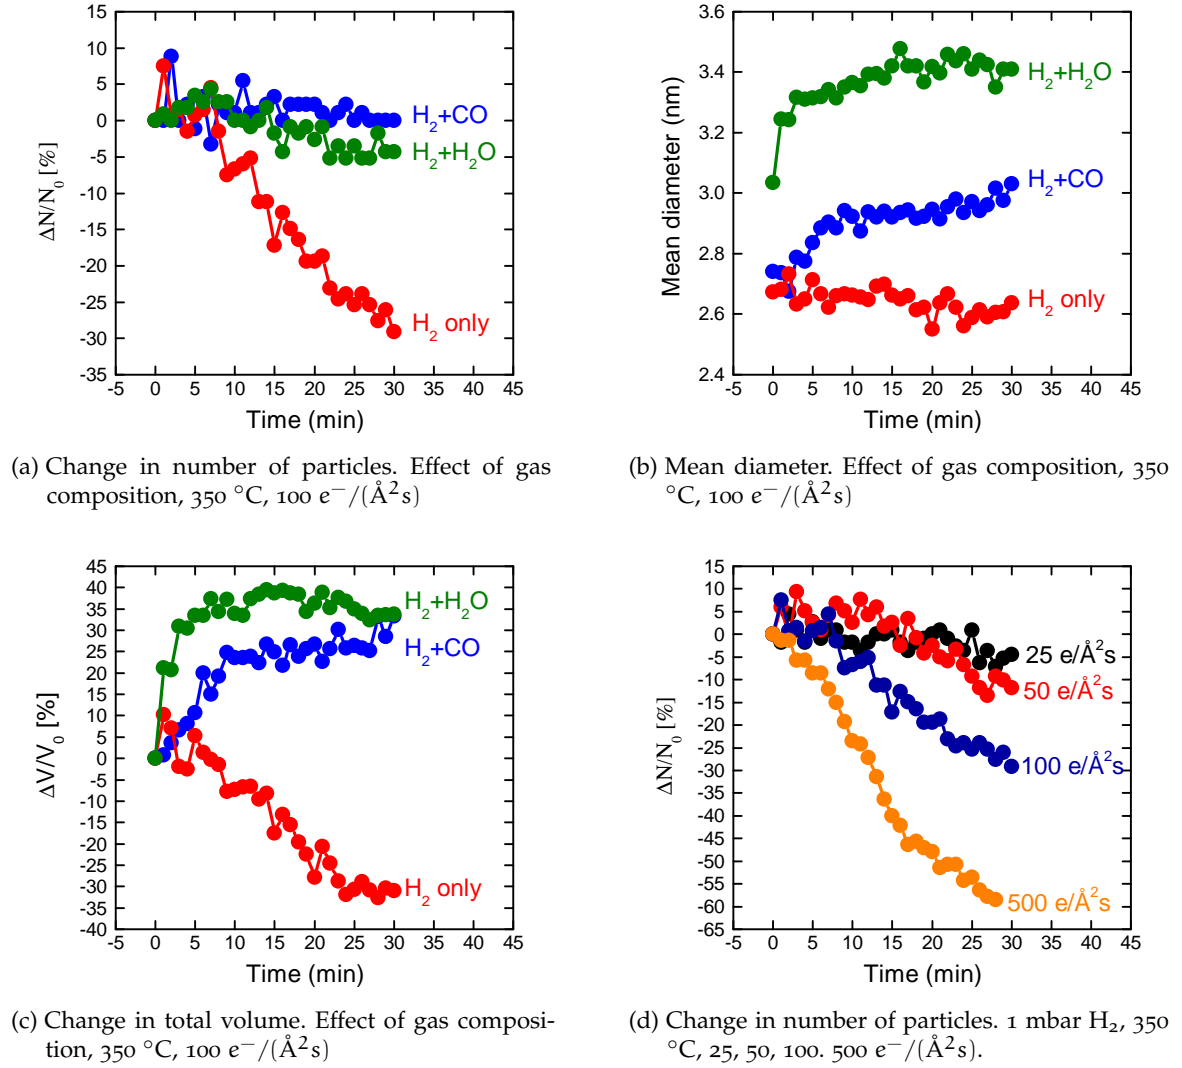 15
10
5
0
-5
-10
-15
-20
-25
-30
-35
ΔN/N₀ [%]
H₂+CO
H₂+H₂O
H₂ only
-5 0 5 10 15 20 25 30 35 40 45
Time (min)
(a) Change in number of particles. Effect of gas
composition, 350 °C, 100 e⁻/(Å²s)
3.6
3.4
3.2
3.0
2.8
2.6
2.4
Mean diameter (nm)
H₂+H₂O
H₂+CO
H₂ only
-5 0 5 10 15 20 25 30 35 40 45
Time (min)
(b) Mean diameter. Effect of gas composition, 350
°C, 100 e⁻/(Å²s)
45
40
35
30
25
20
15
10
5
0
-5
-10
-15
-20
-25
-30
-35
-40
ΔV/V₀ [%]
H₂+H₂O
H₂+CO
H₂ only
-5 0 5 10 15 20 25 30 35 40 45
Time (min)
(c) Change in total volume. Effect of gas composi-
tion, 350 °C, 100 e⁻/(Å²s)
15
10
5
0
-5
-10
-15
-20
-25
-30
-35
-40
-45
-50
-55
-60
-65
ΔN/N₀ [%]
25 e/Å²s
50 e/Å²s
100 e/Å²s
500 e/Å²s
-5 0 5 10 15 20 25 30 35 40 45
Time (min)
(d) Change in number of particles. 1 mbar H₂, 350
°C, 25, 50, 100. 500 e⁻/(Å²s).